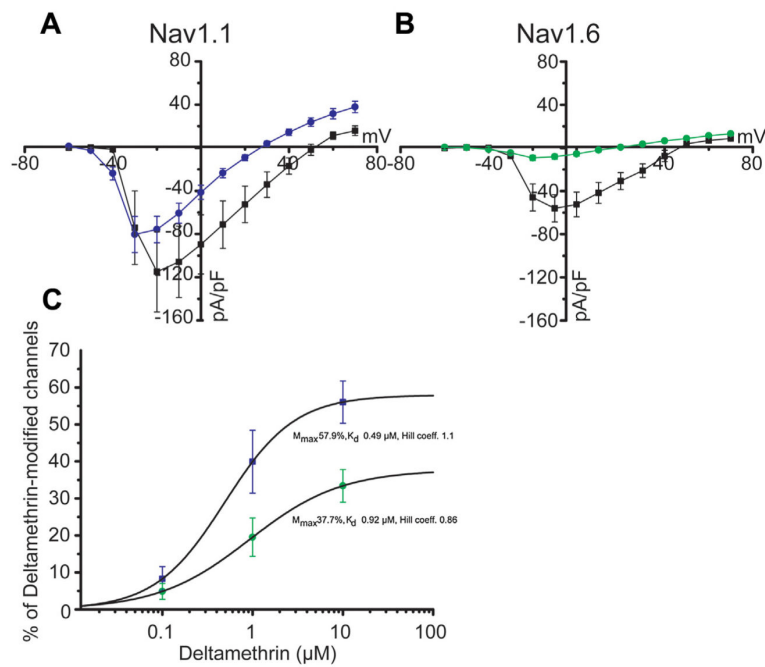 A
Nav1.1
80
40
mV
-80
-40
40
80
-40
-80
-120
-160
pA/pF
B
Nav1.6
80
40
mV
-80
-40
40
80
-40
-80
-120
-160
pA/pF
C
% of Deltamethrin-modified channels
70
60
50
40
30
20
10
0
Mmax57.9%,Kd 0.49 µM, Hill coeff. 1.1
Mmax37.7%,Kd 0.92 µM, Hill coeff. 0.86
0.1
1
10
100
Deltamethrin (µM)